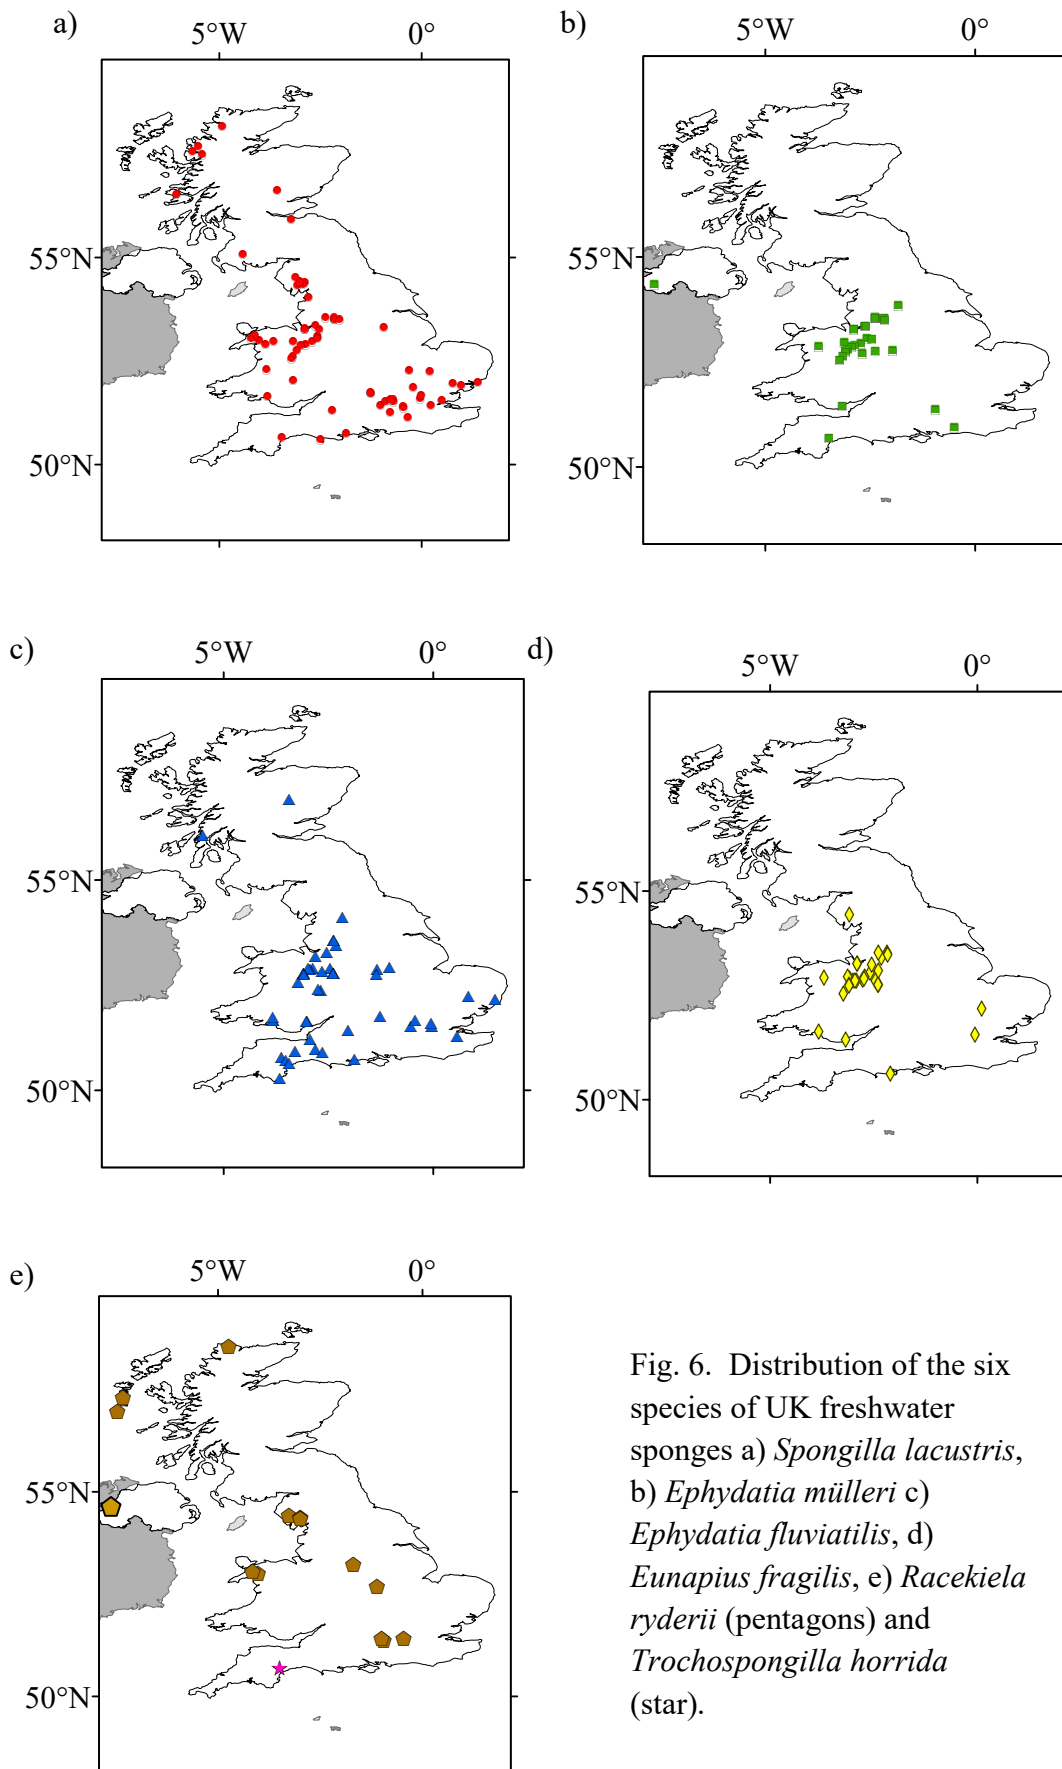 a)
5°W 0°
55°N
50°N
b)
5°W 0°
55°N
50°N
c)
5°W 0°
55°N
50°N
d)
5°W 0°
55°N
50°N
e)
5°W 0°
55°N
50°N
Fig. 6. Distribution of the six
species of UK freshwater
sponges a) Spongilla lacustris,
b) Ephydatia mülleri c)
Ephydatia fluviatilis, d)
Eunapius fragilis, e) Racekiela
ryderii (pentagons) and
Trochospongilla horrida
(star).